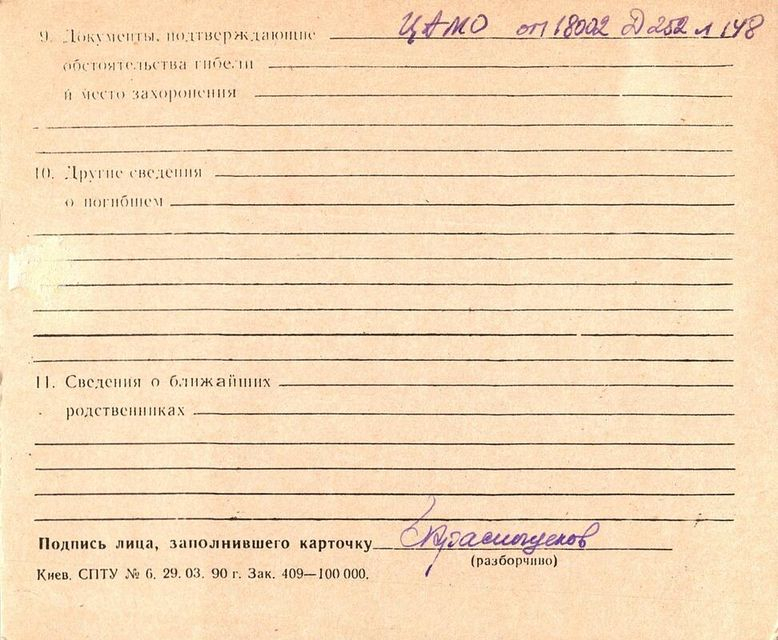 9. Документы, подтверждающие ЦАМО оп 18002 Д 252 л 148
обстоятельства гибели
и место захоронения
10. Другие сведения
о погибшем
11. Сведения о ближайших
родственниках
Подпись лица, заполнившего карточку
(разборчиво)
Киев. СПТУ № 6. 29. 03. 90 г. Зак. 409—100 000.